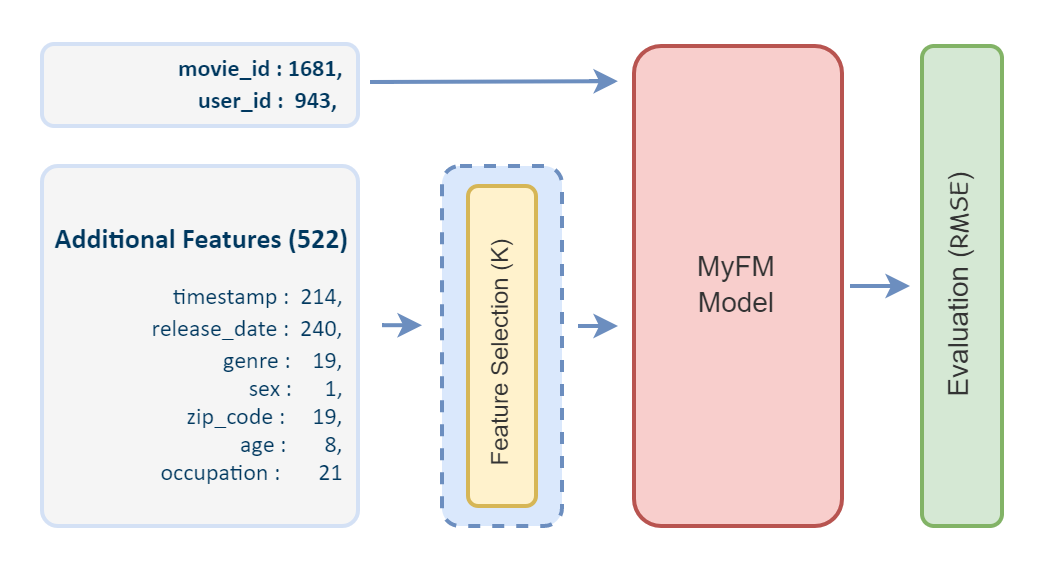 movie_id : 1681,
user_id : 943,
Additional Features (522)
timestamp : 214,
release_date : 240,
genre : 19,
sex : 1,
zip_code : 19,
age : 8,
occupation : 21
Feature Selection (K)
MyFM
Model
Evaluation (RMSE)